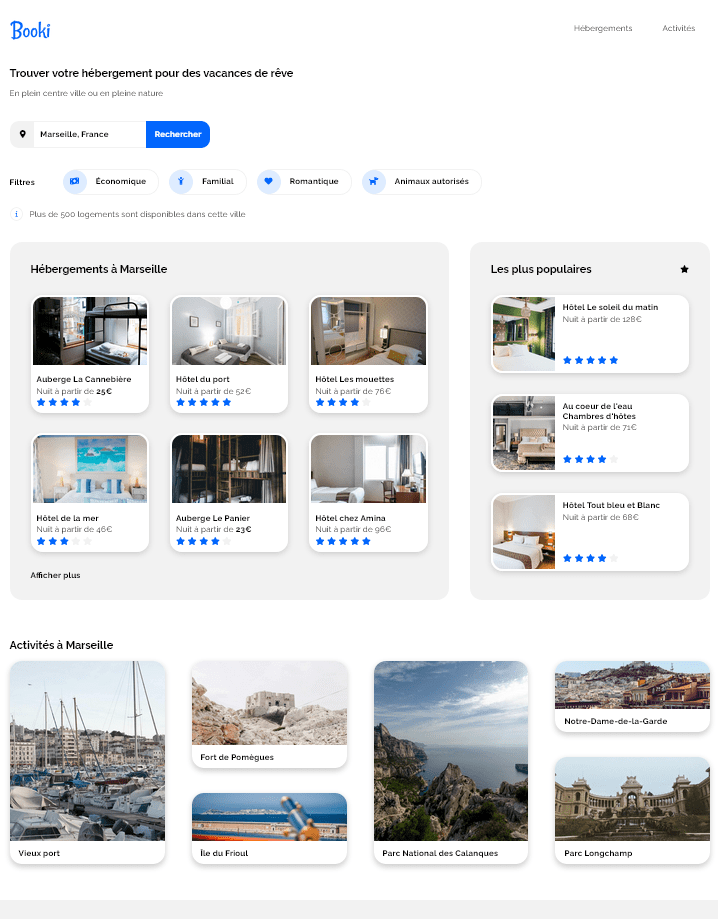 Booki
Hébergements
Activités
Trouver votre hébergement pour des vacances de rêve
En plein centre ville ou en pleine nature
Marseille, France
Rechercher
Filtres
Économique
Familial
Romantique
Animaux autorisés
i
Plus de 500 logements sont disponibles dans cette ville
Hébergements à Marseille
Auberge La Cannebière
Nuit à partir de 25€
Hôtel du port
Nuit à partir de 52€
Hôtel Les mouettes
Nuit à partir de 76€
Hôtel de la mer
Nuit à partir de 46€
Auberge Le Panier
Nuit à partir de 23€
Hôtel chez Amina
Nuit à partir de 96€
Afficher plus
Les plus populaires
Hôtel Le soleil du matin
Nuit à partir de 128€
Au coeur de l'eau
Chambres d'hôtes
Nuit à partir de 71€
Hôtel Tout bleu et Blanc
Nuit à partir de 68€
Activités à Marseille
Vieux port
Fort de Pomègues
Île du Frioul
Parc National des Calanques
Notre-Dame-de-la-Garde
Parc Longchamp